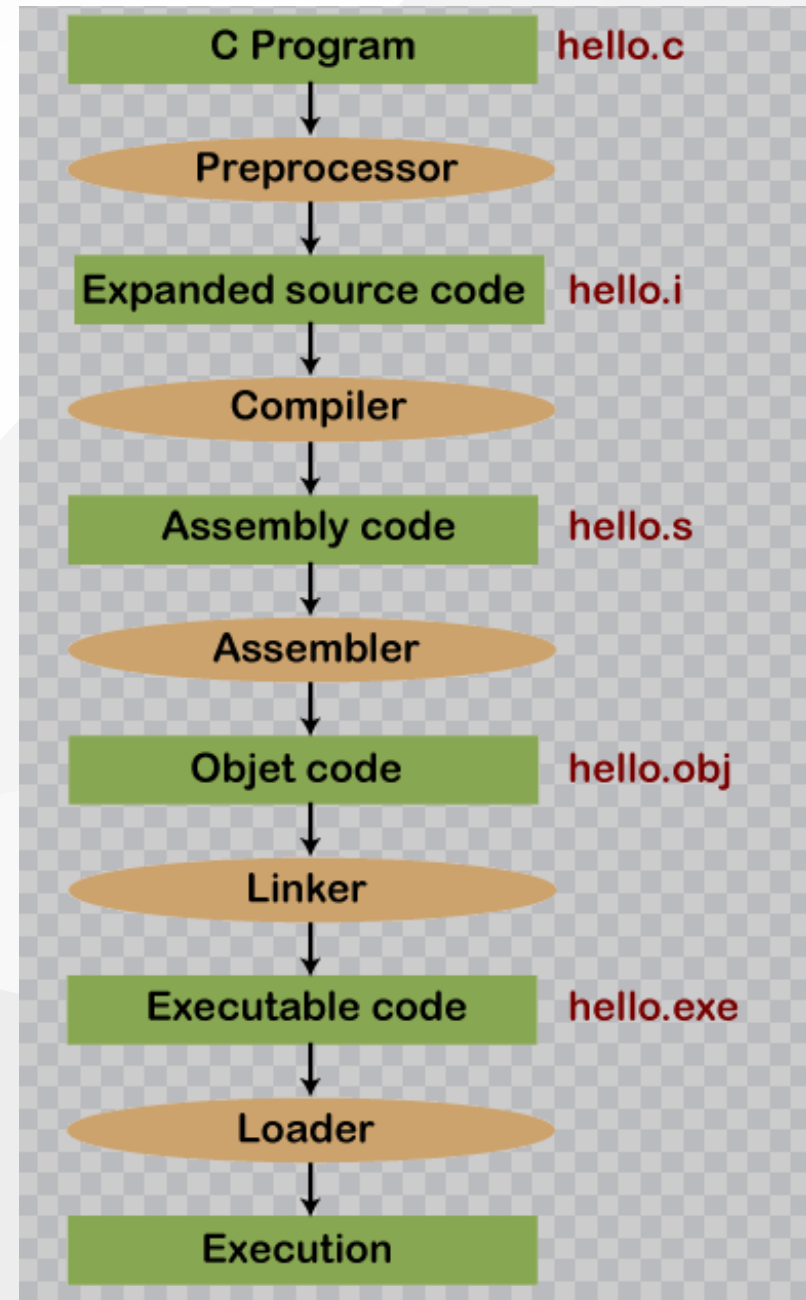 C Program hello.c
Preprocessor
Expanded source code hello.i
Compiler
Assembly code hello.s
Assembler
Objet code hello.obj
Linker
Executable code hello.exe
Loader
Execution